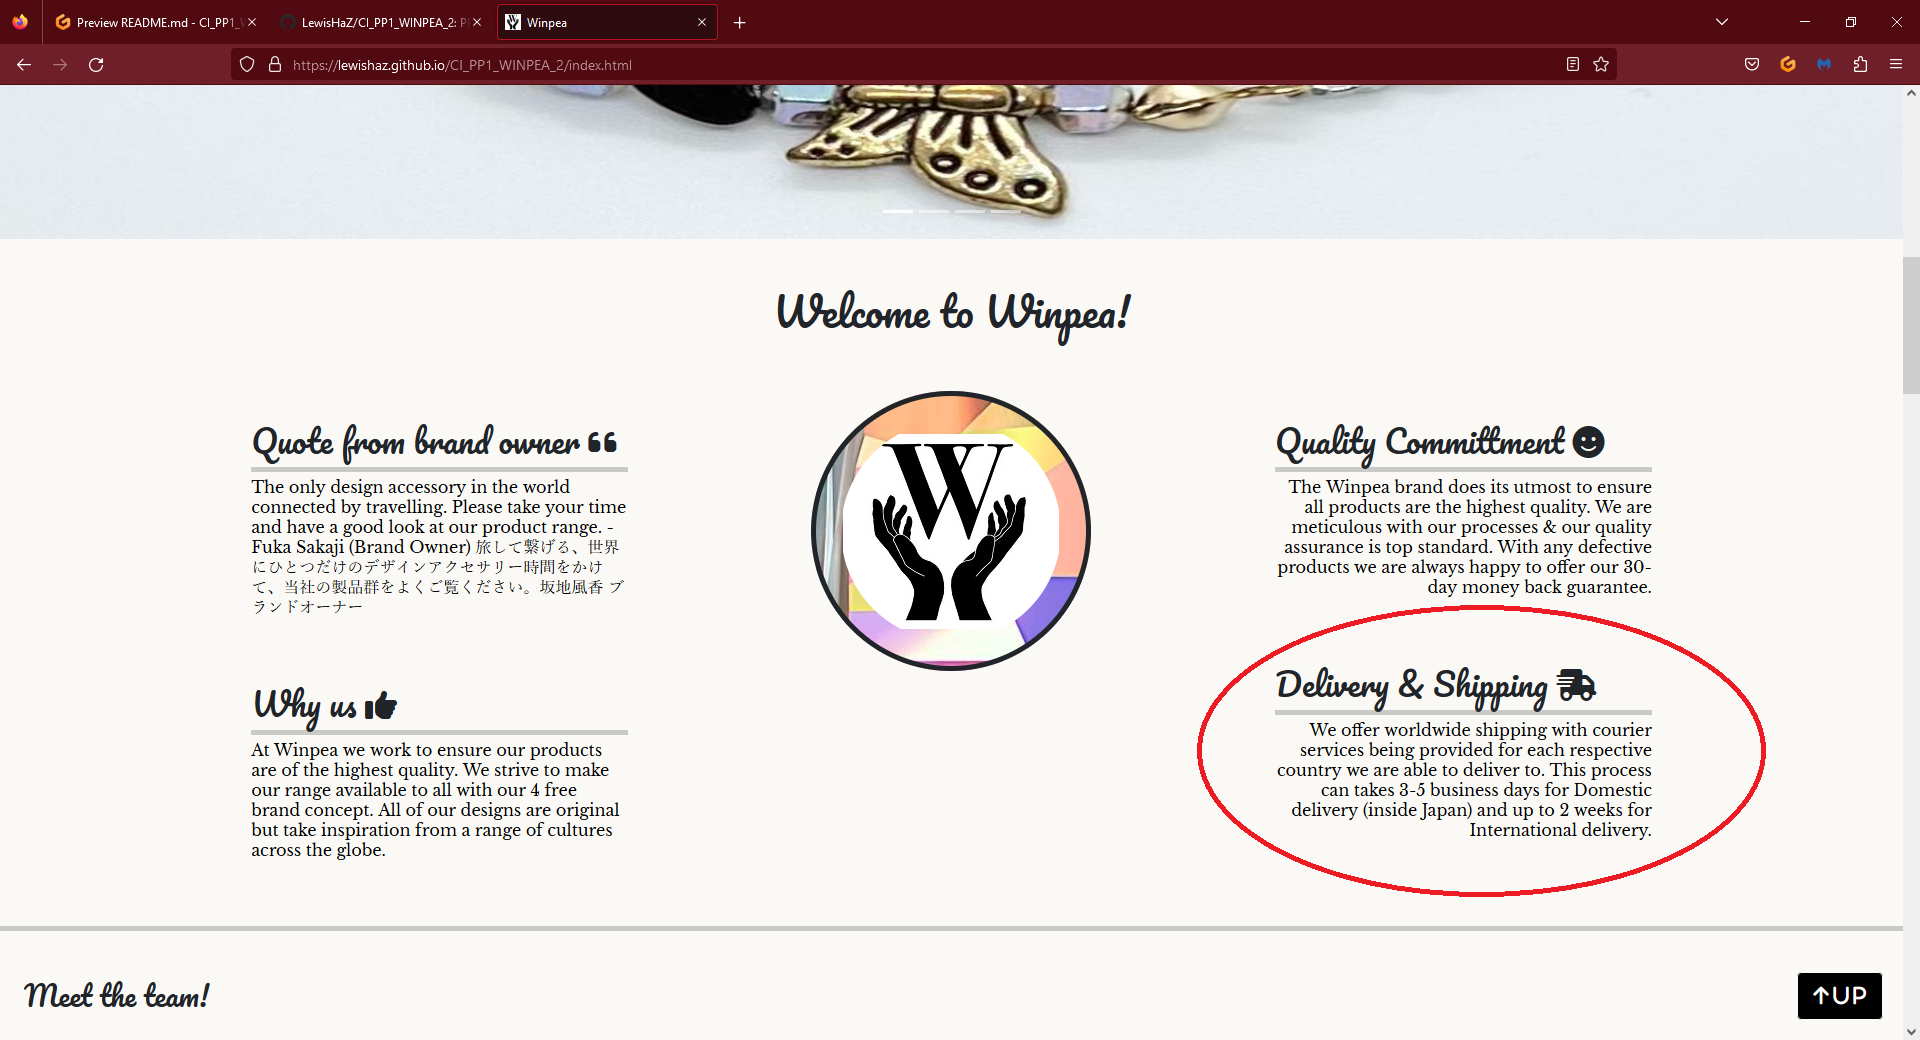 Preview README.md - CI_PP1_
LewisHaZ/CI_PP1_WINPEA_2:
Winpea
https://lewishaz.github.io/CI_PP1_WINPEA_2/index.html
Welcome to Winpea!
Quote from brand owner
The only design accessory in the world
connected by travelling. Please take your time
and have a good look at our product range. -
Fuka Sakaji (Brand Owner) 旅して繋げる、世界
にひとつだけのデザインアクセサリー時間をかけ
て、当社の製品群をよくご覧ください。坂地風香 ブ
ランドオーナー
Why us
At Winpea we work to ensure our products
are of the highest quality. We strive to make
our range available to all with our 4 free
brand concept. All of our designs are original
but take inspiration from a range of cultures
across the globe.
W
Quality Committment
The Winpea brand does its utmost to ensure
all products are the highest quality. We are
meticulous with our processes & our quality
assurance is top standard. With any defective
products we are always happy to offer our 30-
day money back guarantee.
Delivery & Shipping
We offer worldwide shipping with courier
services being provided for each respective
country we are able to deliver to. This process
can takes 3-5 business days for Domestic
delivery (inside Japan) and up to 2 weeks for
International delivery.
Meet the team!
↑UP